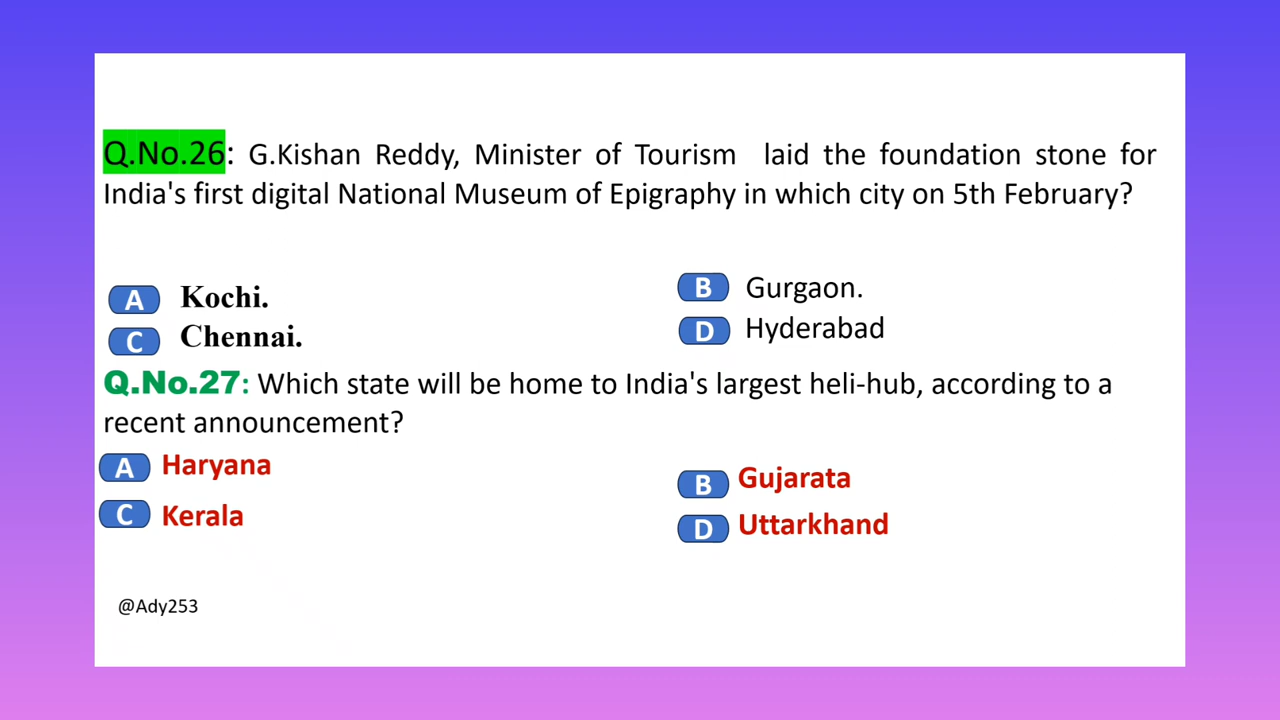 Q.No.26: G.Kishan Reddy, Minister of Tourism laid the foundation stone for
India's first digital National Museum of Epigraphy in which city on 5th February?
A Kochi.
B Gurgaon.
C Chennai.
D Hyderabad
Q.No.27: Which state will be home to India's largest heli-hub, according to a
recent announcement?
A Haryana
B Gujarata
C Kerala
D Uttarkhand
@Ady253